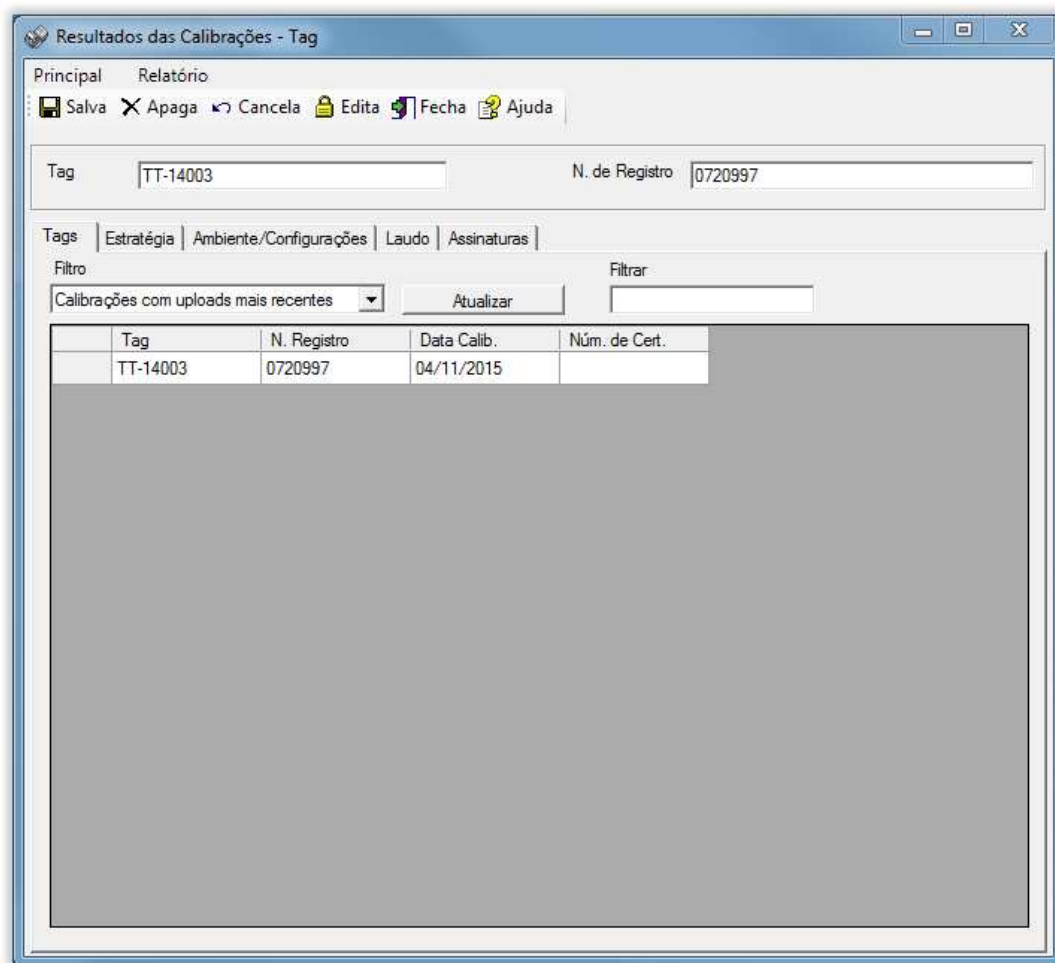 Resultados das Calibrações - Tag
Principal Relatório
Salva Apaga Cancela Edita Fecha Ajuda
Tag TT-14003 N. de Registro 0720997
Tags Estratégia Ambiente/Configurações Laudo Assinaturas
Filtro Filtrar
Calibrações com uploads mais recentes Atualizar
Tag N. Registro Data Calib. Núm. de Cert.
TT-14003 0720997 04/11/2015